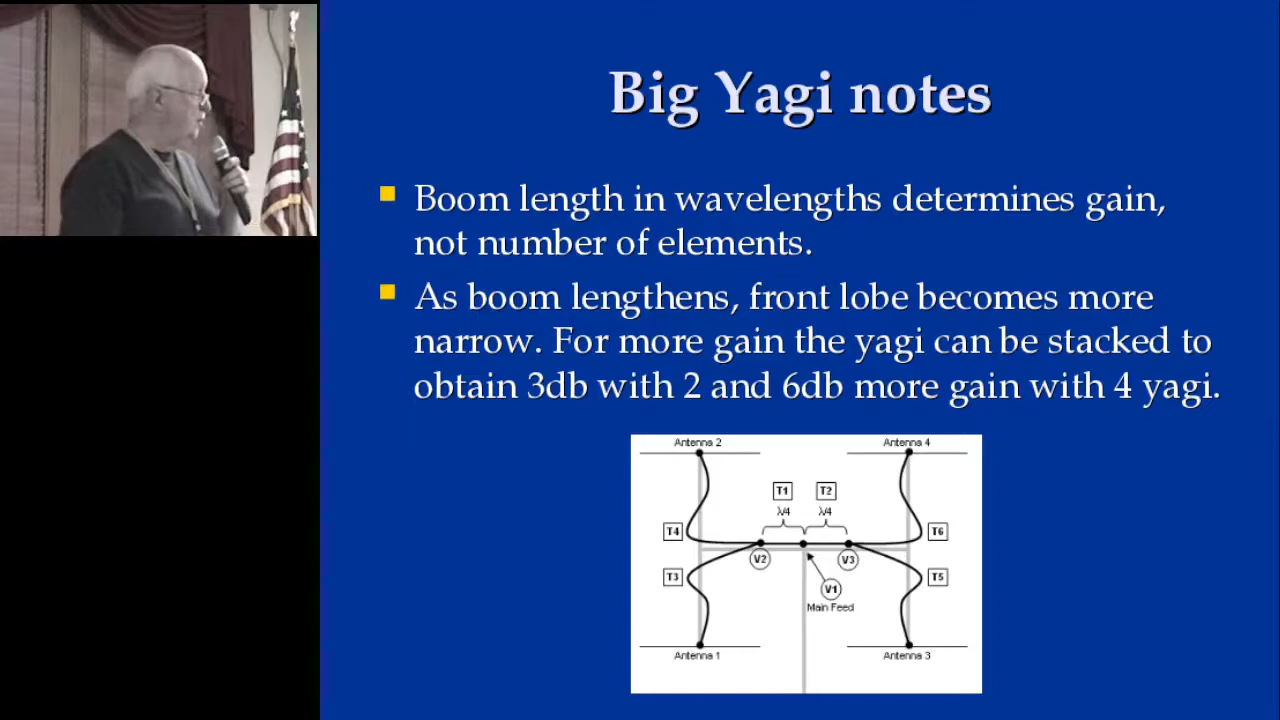 Big Yagi notes
Boom length in wavelengths determines gain,
not number of elements.
As boom lengthens, front lobe becomes more
narrow. For more gain the yagi can be stacked to
obtain 3db with 2 and 6db more gain with 4 yagi.
Antenna 2
Antenna 4
T1
T2
λ/4
λ/4
T4
T6
V2
V3
T3
T5
V1
Main Feed
Antenna 1
Antenna 3